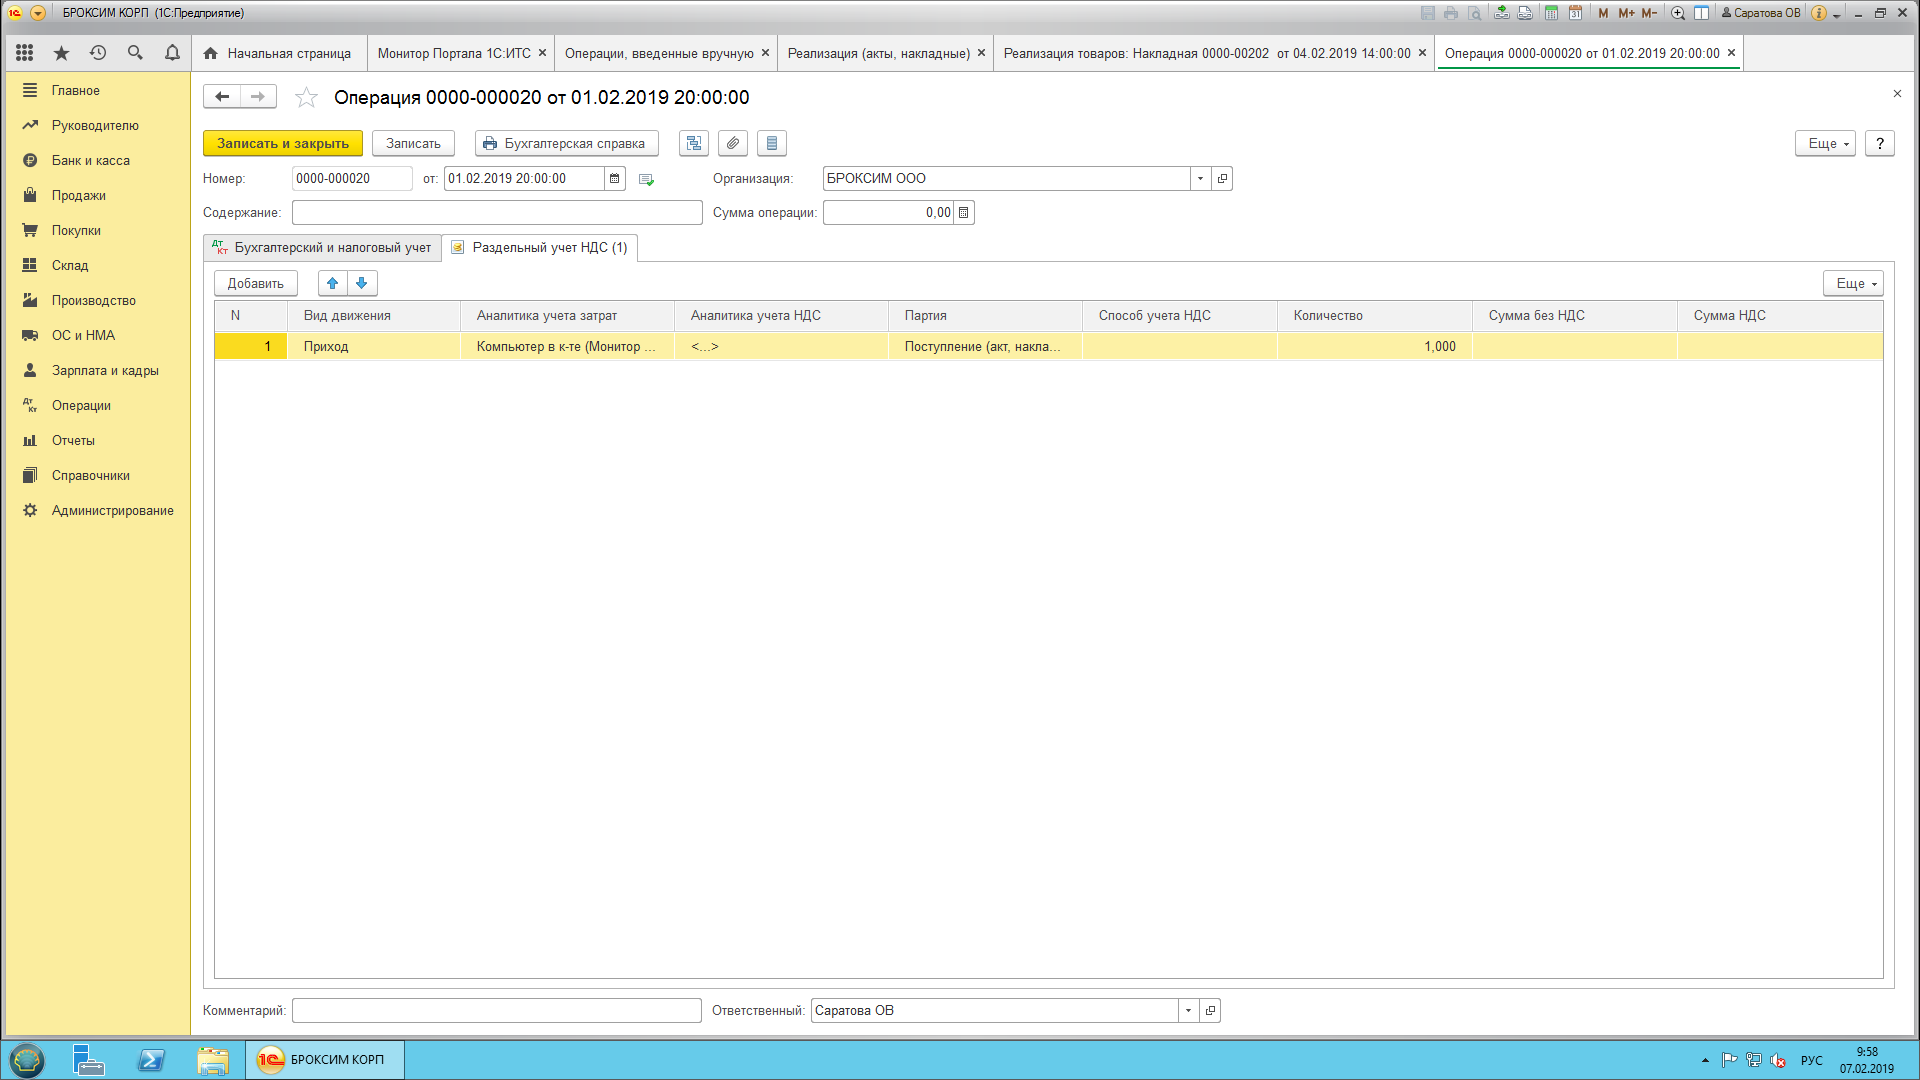 БРОКСИМ КОРП (1С:Предприятие)
M M+ M- Саратова ОВ
Начальная страница
Монитор Портала 1С:ИТС
Операции, введенные вручную
Реализация (акты, накладные)
Реализация товаров: Накладная 0000-00202 от 04.02.2019 14:00:00
Операция 0000-000020 от 01.02.2019 20:00:00
Главное
Руководителю
Банк и касса
Продажи
Покупки
Склад
Производство
ОС и НМА
Зарплата и кадры
Операции
Отчеты
Справочники
Администрирование
Операция 0000-000020 от 01.02.2019 20:00:00
Записать и закрыть
Записать
Бухгалтерская справка
Еще
?
Номер: 0000-000020 от: 01.02.2019 20:00:00 Организация: БРОКСИМ ООО
Содержание: Сумма операции: 0,00
Дт Кт Бухгалтерский и налоговый учет
Раздельный учет НДС (1)
Добавить
Еще
N Вид движения Аналитика учета затрат Аналитика учета НДС Партия Способ учета НДС Количество Сумма без НДС Сумма НДС
1 Приход Компьютер в к-те (Монитор ... <...> Поступление (акт, накла... 1,000
Комментарий: Ответственный: Саратова ОВ
БРОКСИМ КОРП
РУС
9:58
07.02.2019